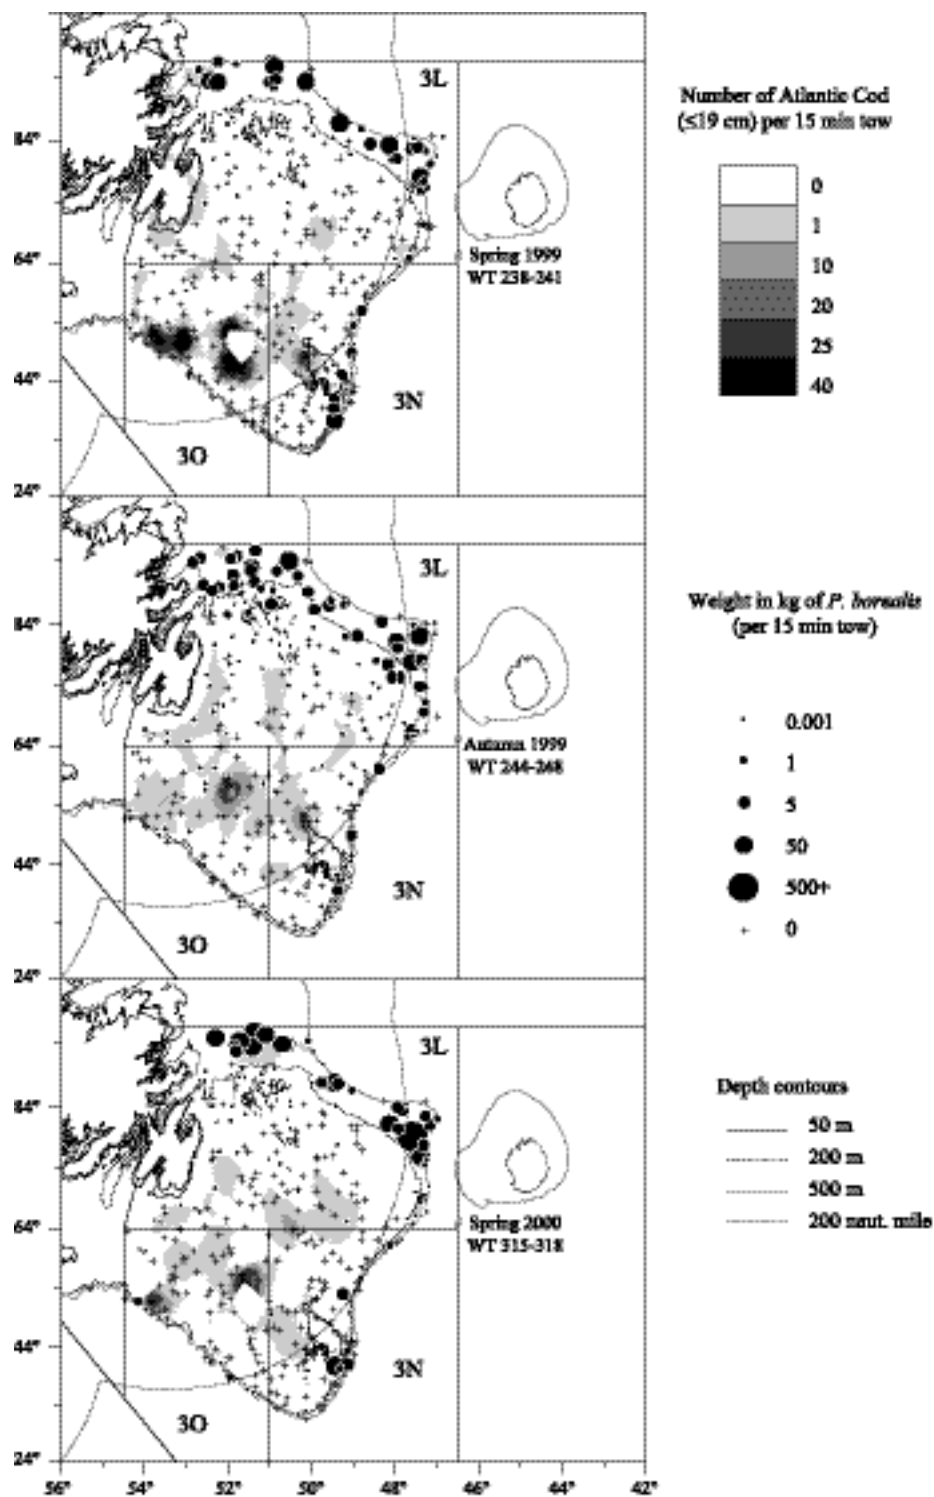 Number of Atlantic Cod
(≤19 cm) per 15 min tow
0
1
10
20
25
40
3L
84°
Spring 1999
WT 238-241
64°
44°
3N
3O
24°
Weight in kg of P. borealis
(per 15 min tow)
0.001
1
5
50
500+
0
3L
84°
Autumn 1999
WT 244-248
64°
44°
3N
3O
24°
Depth contours
50 m
200 m
500 m
200 naut. mile
3L
84°
Spring 2000
WT 315-318
64°
44°
3N
3O
24°
56°
54°
52°
50°
48°
46°
44°
42°